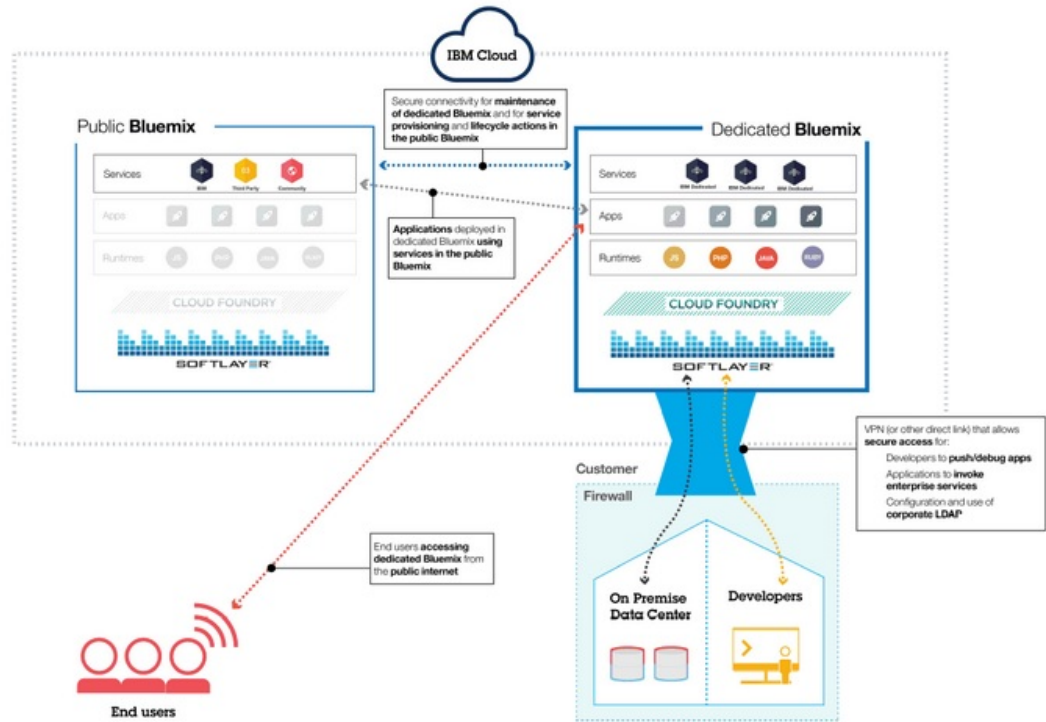 IBM Cloud
Secure connectivity for maintenance
of dedicated Bluemix and for service
provisioning and lifecycle actions in
the public Bluemix
Public Bluemix
Services
IBM
Third Party
Community
Apps
Runtimes
JS
PHP
JAVA
RUBY
CLOUD FOUNDRY
SOFTLAYER
Applications deployed in
dedicated Bluemix using
services in the public
Bluemix
Dedicated Bluemix
Services
IBM Dedicated
IBM Dedicated
IBM Dedicated
Apps
Runtimes
JS
PHP
JAVA
RUBY
CLOUD FOUNDRY
SOFTLAYER
VPN (or other direct link) that allows
secure access for:
Developers to push/debug apps
Applications to invoke
enterprise services
Configuration and use of
corporate LDAP
Customer
Firewall
On Premise
Data Center
Developers
End users accessing
dedicated Bluemix from
the public internet
End users